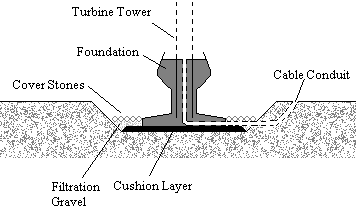 Turbine Tower
Foundation
Cable Conduit
Cover Stones
Filtration
Gravel
Cushion Layer